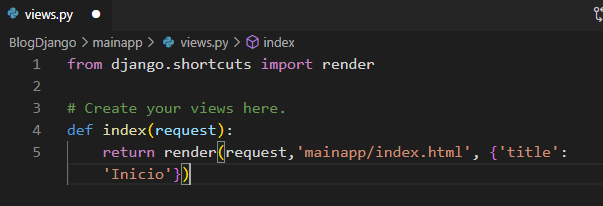 views.py
BlogDjango > mainapp > views.py > index
1 from django.shortcuts import render
2
3 # Create your views here.
4 def index(request):
5 return render(request,'mainapp/index.html', {'title':
'Inicio'})